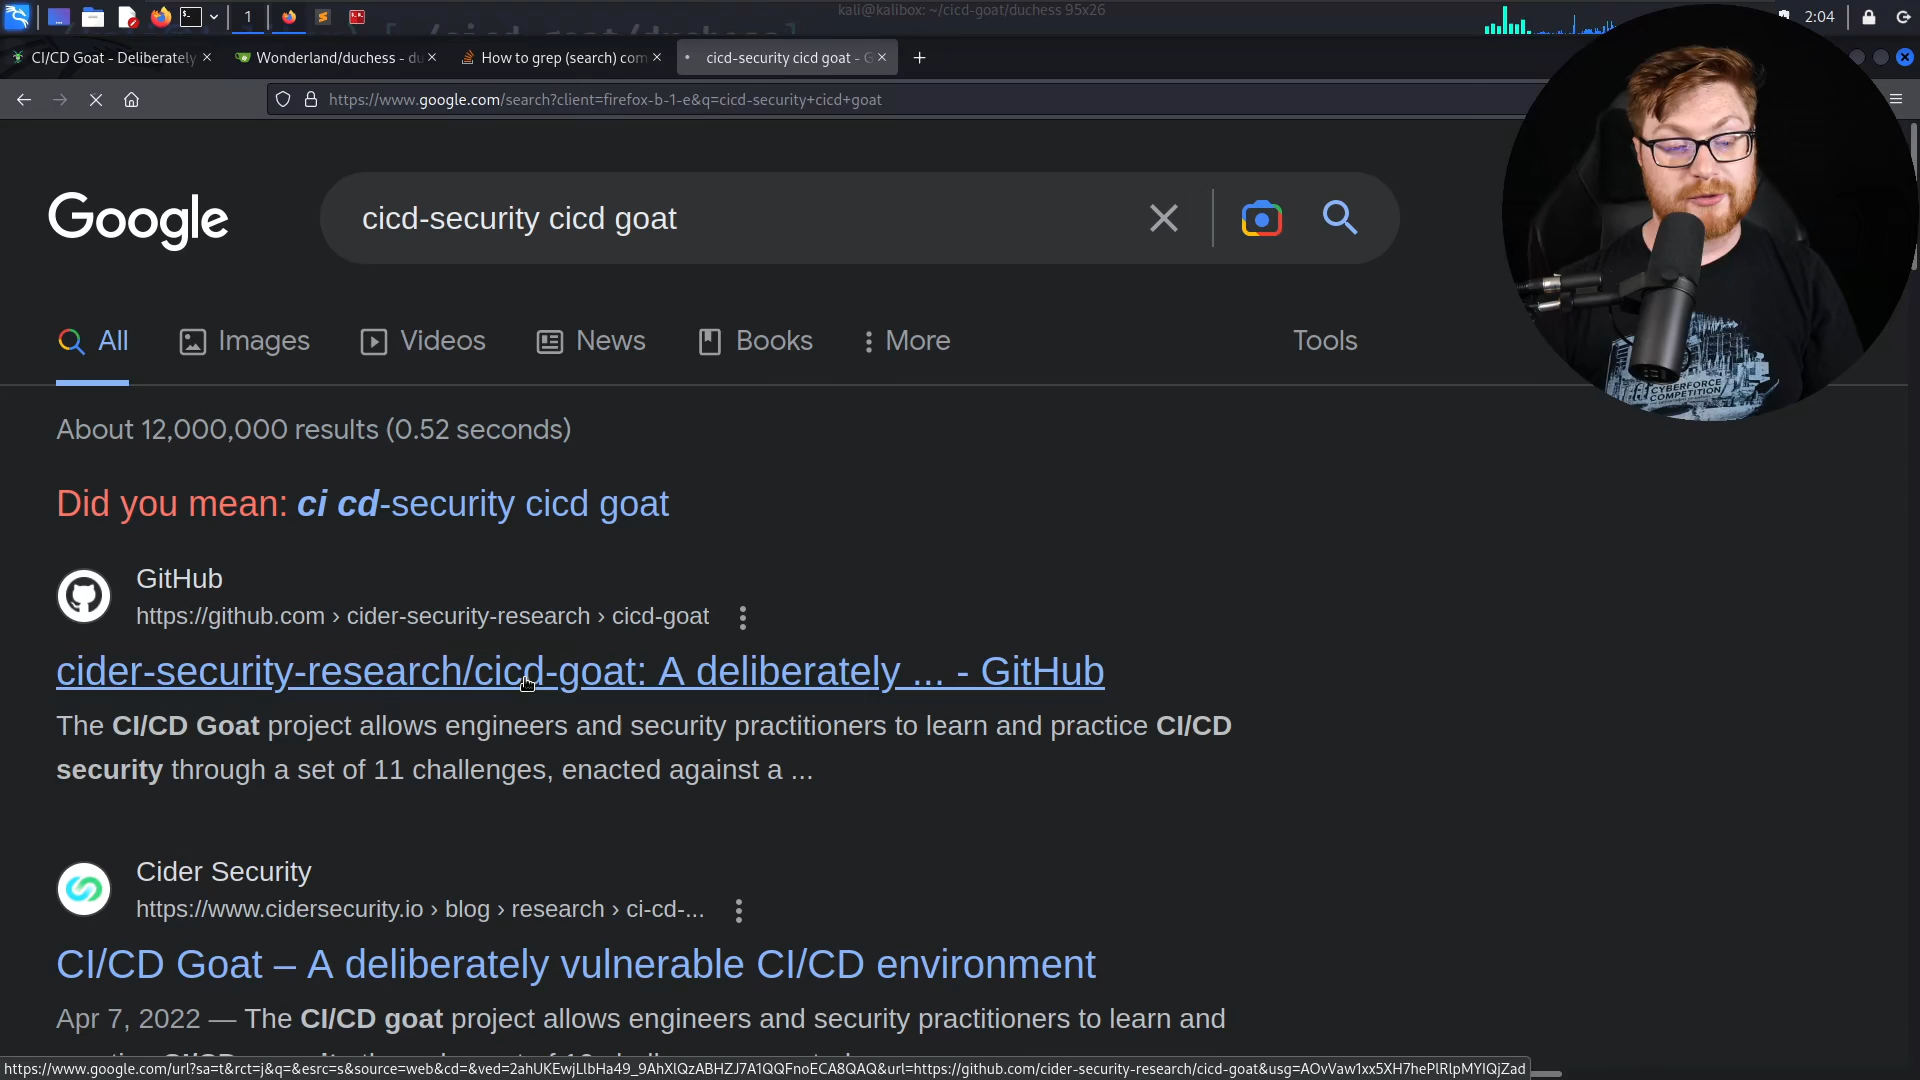 kali@kalibox: ~/cicd-goat/duchess 95x26
1
2:04
CI/CD Goat - Deliberately
Wonderland/duchess - du
How to grep (search) com
cicd-security cicd goat - G
https://www.google.com/search?client=firefox-b-1-e&q=cicd-security+cicd+goat
Google
cicd-security cicd goat
All
Images
Videos
News
Books
More
Tools
CYBERFORCE
COMPETITION
About 12,000,000 results (0.52 seconds)
Did you mean: ci cd-security cicd goat
GitHub
https://github.com › cider-security-research › cicd-goat
cider-security-research/cicd-goat: A deliberately ... - GitHub
The CI/CD Goat project allows engineers and security practitioners to learn and practice CI/CD
security through a set of 11 challenges, enacted against a ...
Cider Security
https://www.cidersecurity.io › blog › research › ci-cd-...
CI/CD Goat – A deliberately vulnerable CI/CD environment
Apr 7, 2022 — The CI/CD goat project allows engineers and security practitioners to learn and
https://www.google.com/url?sa=t&rct=j&q=&esrc=s&source=web&cd=&ved=2ahUKEwjLlbHa49_9AhXlQzABHZJ7A1QQFnoECA8QAQ&url=https://github.com/cider-security-research/cicd-goat&usg=AOvVaw1xx5XH7hePlRlpMYIQjZad